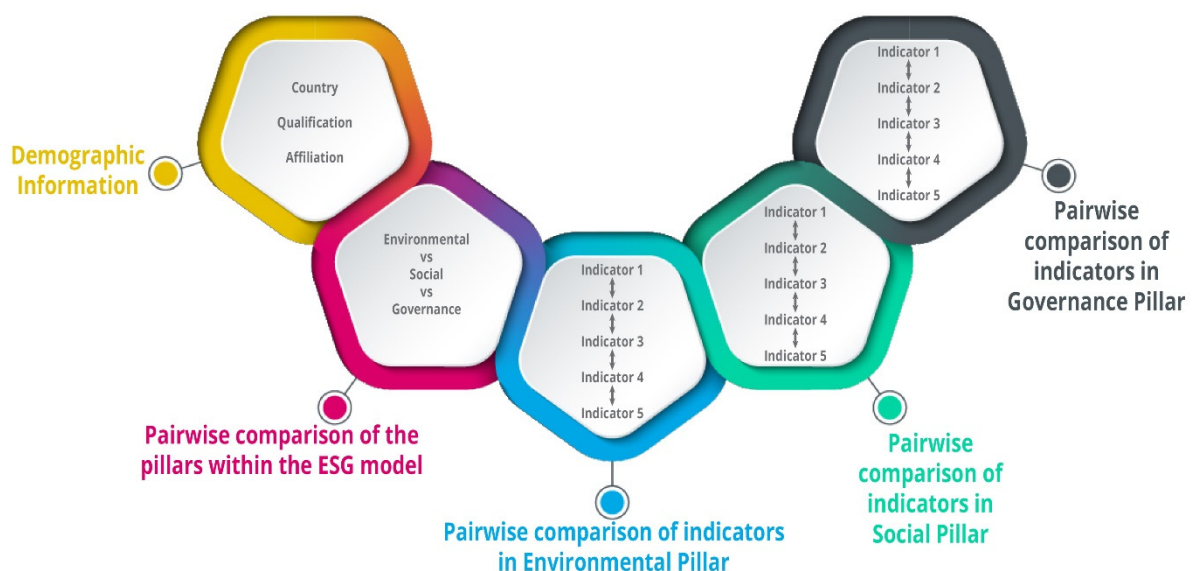 Country
Qualification
Affiliation
Demographic
Information
Environmental
vs
Social
vs
Governance
Pairwise comparison of the
pillars within the ESG model
Indicator 1
Indicator 2
Indicator 3
Indicator 4
Indicator 5
Pairwise comparison of indicators
in Environmental Pillar
Indicator 1
Indicator 2
Indicator 3
Indicator 4
Indicator 5
Pairwise
comparison of
indicators in
Social Pillar
Indicator 1
Indicator 2
Indicator 3
Indicator 4
Indicator 5
Pairwise
comparison of
indicators in
Governance Pillar